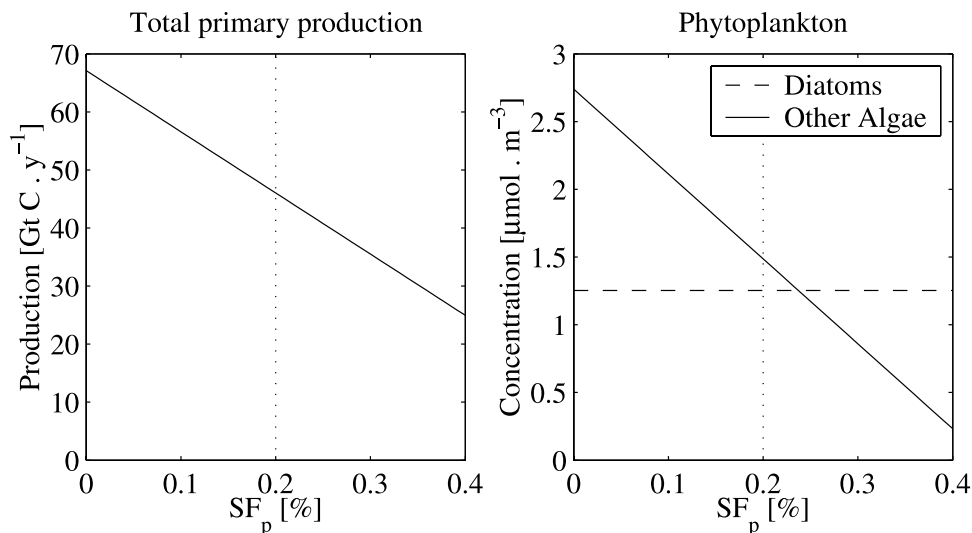 Total primary production
Production [Gt C . y⁻¹]
70
60
50
40
30
20
10
0
0 0.1 0.2 0.3 0.4
SFₚ [%]
Phytoplankton
Concentration [µmol . m⁻³]
3
2.5
2
1.5
1
0.5
0
Diatoms
Other Algae
0 0.1 0.2 0.3 0.4
SFₚ [%]